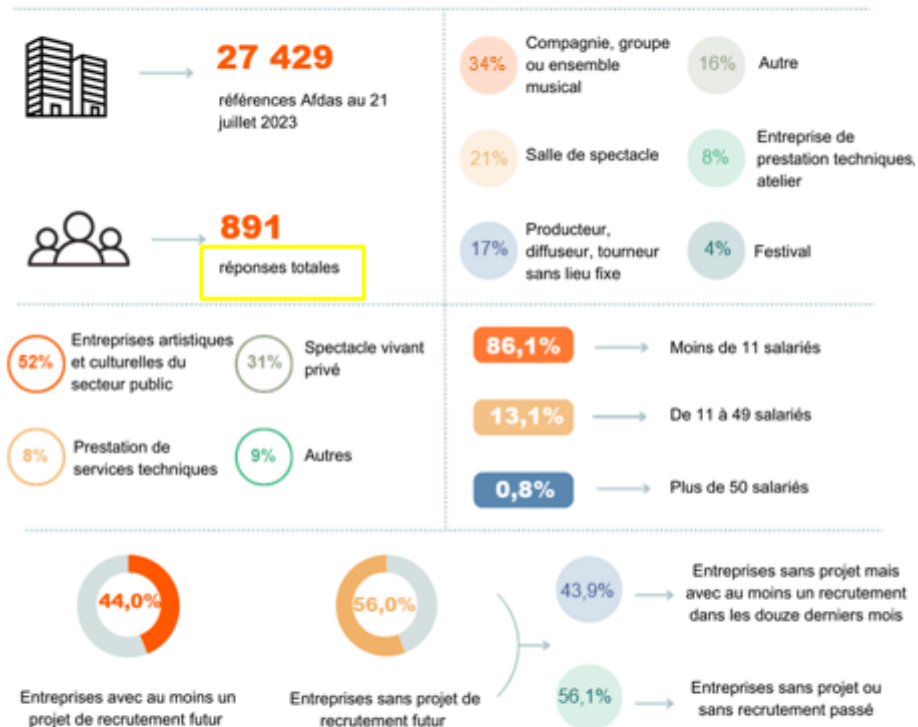 27 429
références Afdas au 21
juillet 2023
891
réponses totales
34%
Compagnie, groupe
ou ensemble
musical
16%
Autre
21%
Salle de spectacle
8%
Entreprise de
prestation techniques,
atelier
17%
Producteur,
diffuseur, tourneur
sans lieu fixe
4%
Festival
52%
Entreprises artistiques
et culturelles du
secteur public
31%
Spectacle vivant
privé
8%
Prestation de
services techniques
9%
Autres
86,1%
Moins de 11 salariés
13,1%
De 11 à 49 salariés
0,8%
Plus de 50 salariés
44,0%
Entreprises avec au moins un
projet de recrutement futur
56,0%
Entreprises sans projet de
recrutement futur
43,9%
Entreprises sans projet mais
avec au moins un recrutement
dans les douze derniers mois
56,1%
Entreprises sans projet ou
sans recrutement passé